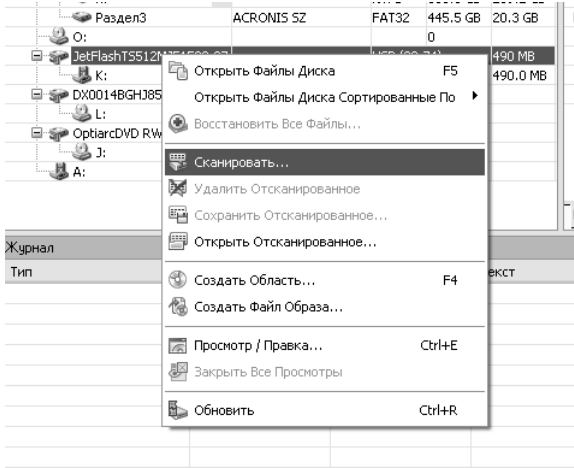 Раздел3 ACRONIS SZ FAT32 445.5 GB 20.3 GB
O: 0
490 MB
K: 490.0 MB
L:
OptiarcDVD RW
J:
A:
Открыть Файлы Диска F5
Открыть Файлы Диска Сортированные По
Восстановить Все Файлы...
Сканировать...
Удалить Отсканированное
Сохранить Отсканированное...
Открыть Отсканированное...
Создать Область... F4
Создать Файл Образа...
Просмотр / Правка... Ctrl+E
Закрыть Все Просмотры
Обновить Ctrl+R
Журнал
Тип